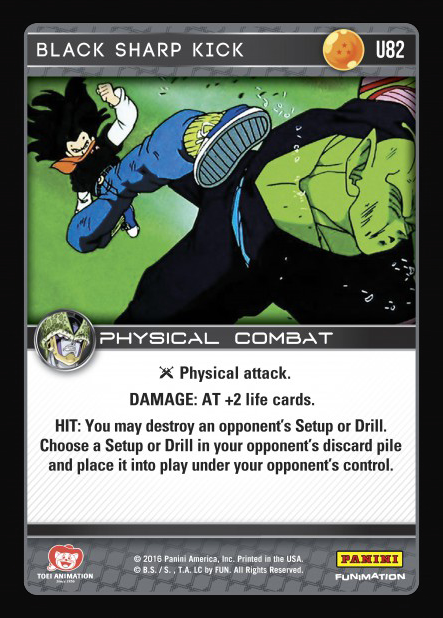 BLACK SHARP KICK U82
PHYSICAL COMBAT
Physical attack.
DAMAGE: AT +2 life cards.
HIT: You may destroy an opponent's Setup or Drill.
Choose a Setup or Drill in your opponent's discard pile
and place it into play under your opponent's control.
TOEI ANIMATION
© 2016 Panini America, Inc. Printed in the USA.
© B.S. / S. , T.A. LC by FUN. All Rights Reserved.
PANINI
FUNIMATION